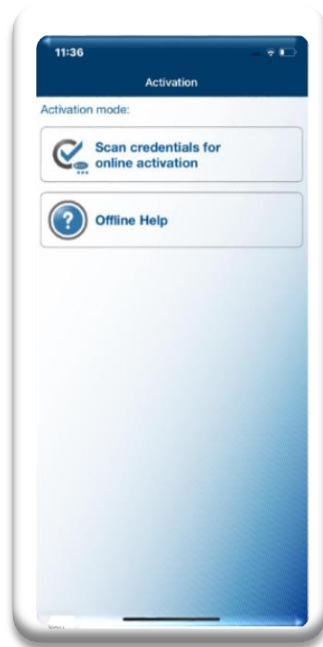 11:36
Activation
Activation mode:
Scan credentials for
online activation
Offline Help